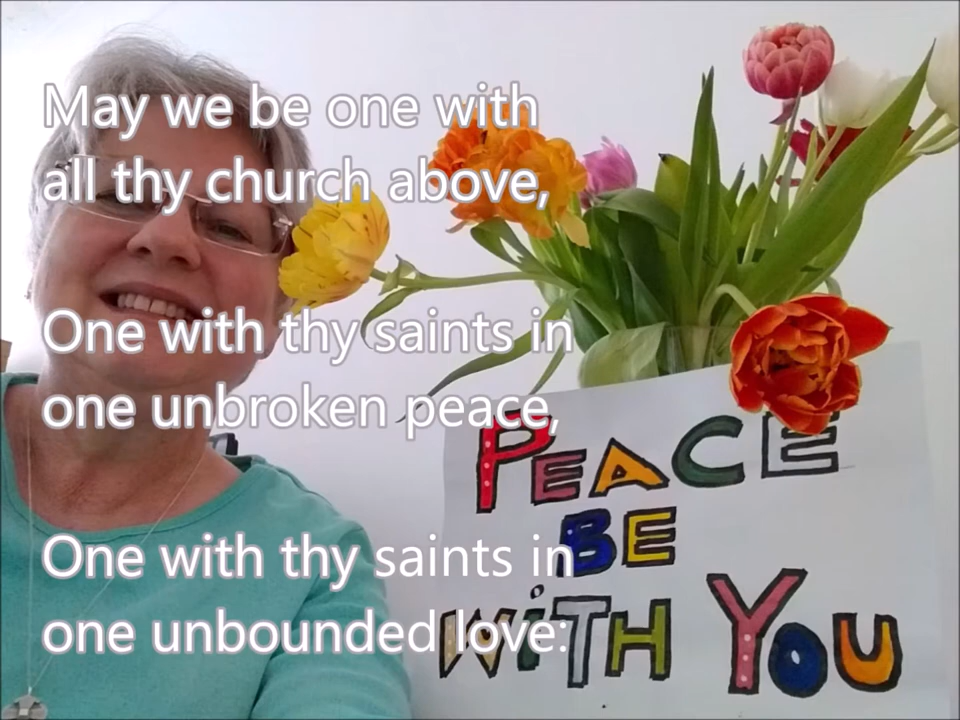 May we be one with
all thy church above,
One with thy saints in
one unbroken peace,
One with thy saints in
one unbounded love:
PEACE
BE
WiTH YOU